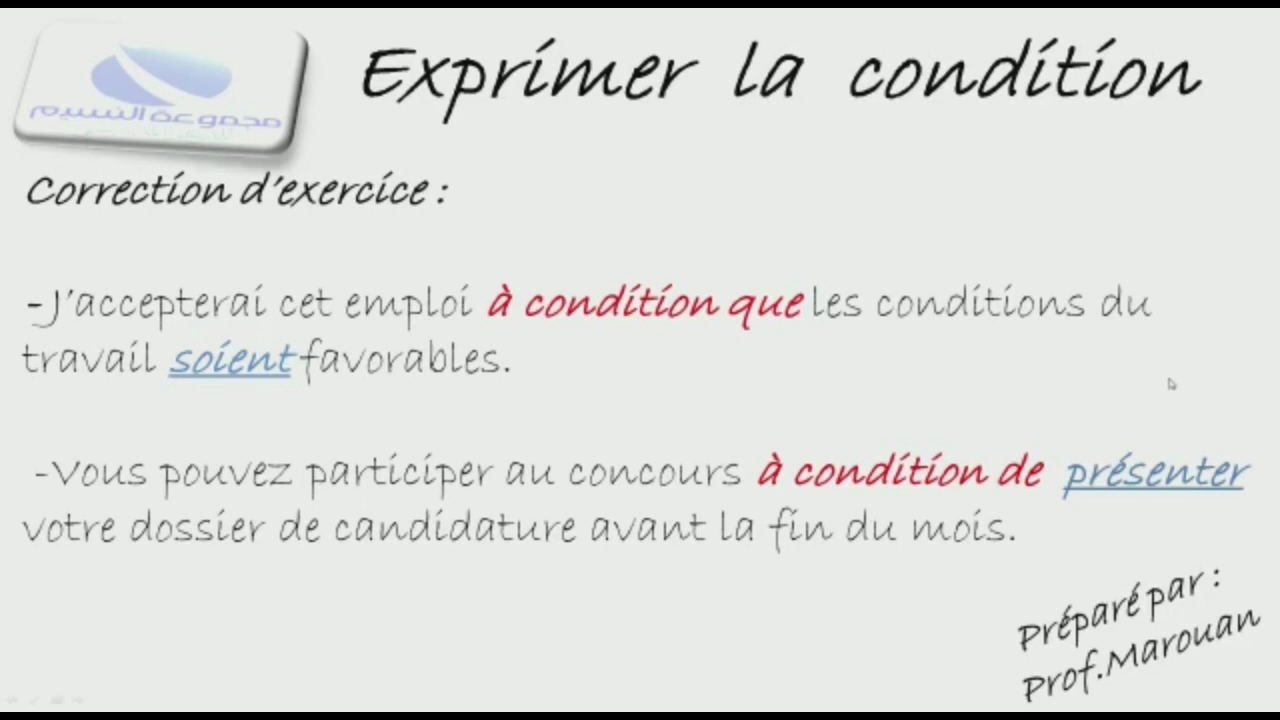 Exprimer la condition
مجموعة النسيم
Correction d'exercice :
-J'accepterai cet emploi à condition que les conditions du
travail soient favorables.
-Vous pouvez participer au concours à condition de présenter
votre dossier de candidature avant la fin du mois.
Préparé par :
Prof.Marouan